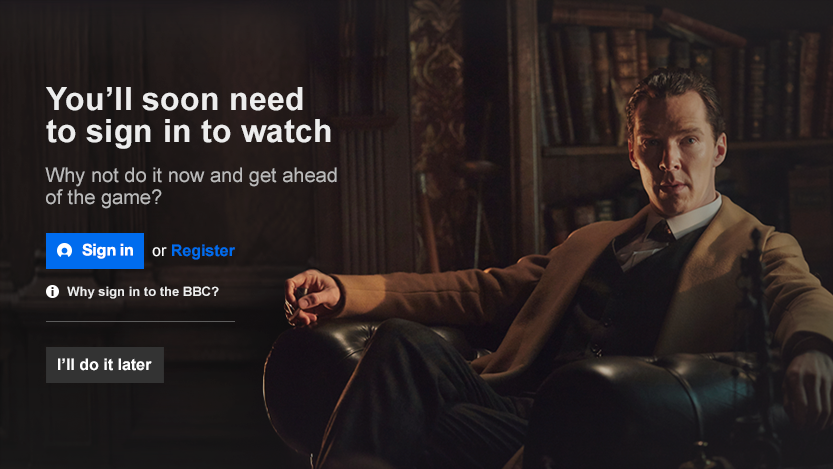 You’ll soon need
to sign in to watch
Why not do it now and get ahead
of the game?
Sign in or Register
Why sign in to the BBC?
I’ll do it later